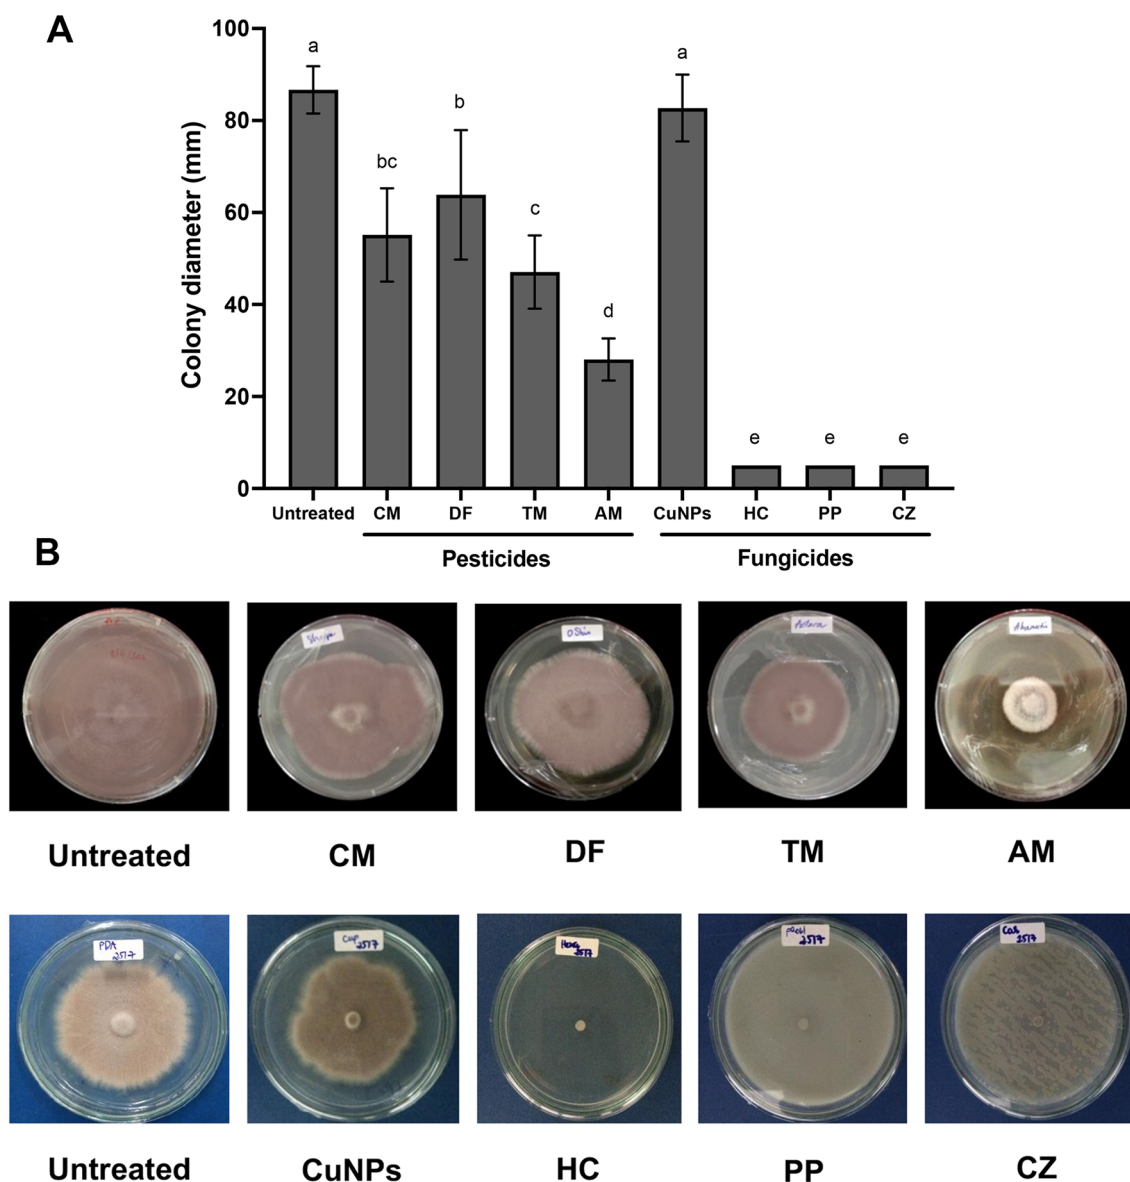 A
100
80
60
40
20
0
Colony diameter (mm)
a
bc
b
c
d
a
e
e
e
Untreated
CM
DF
TM
AM
CuNPs
HC
PP
CZ
Pesticides
Fungicides
B
Untreated
CM
DF
TM
AM
PDA
2517
Cup
2517
2517
2517
2517
Untreated
CuNPs
HC
PP
CZ